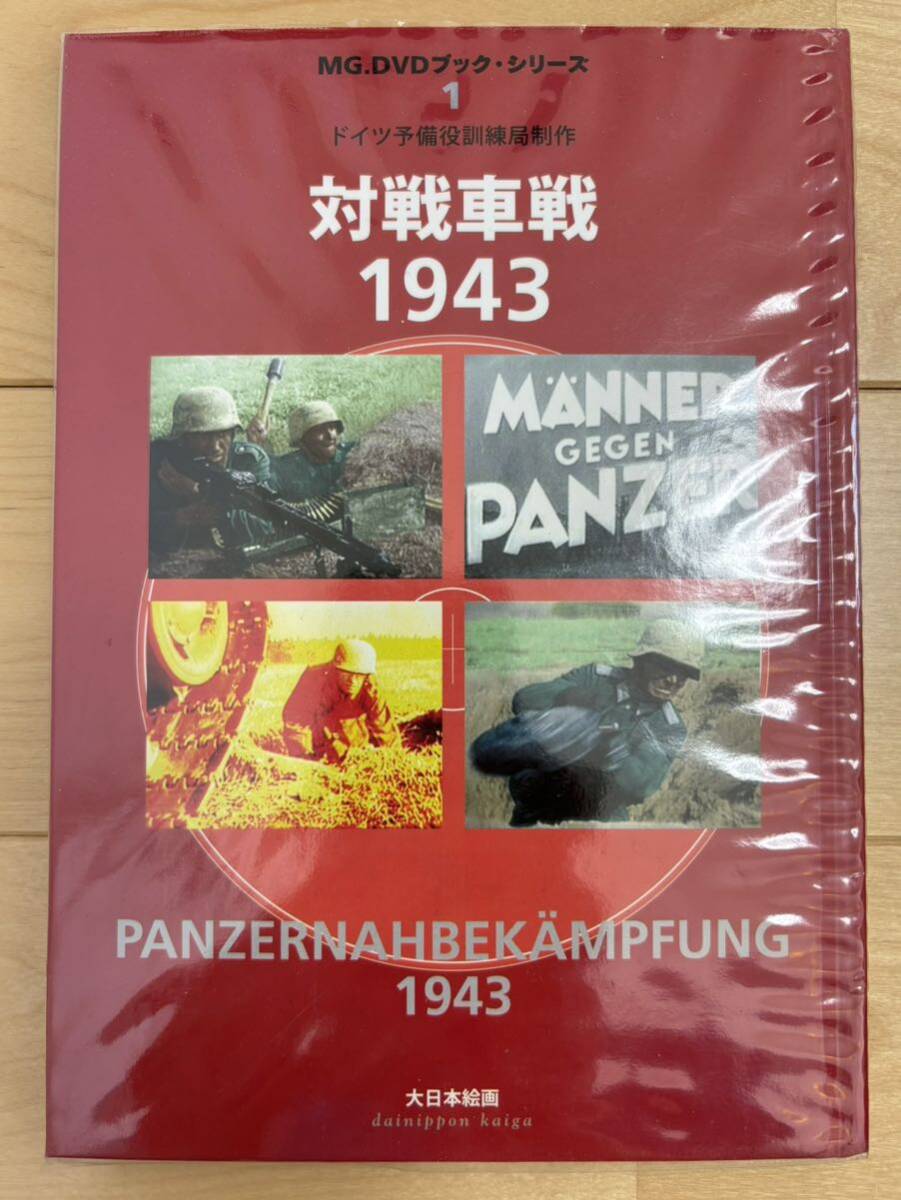 MG.DVDブック・シリーズ
1
ドイツ予備役訓練局制作
対戦車戦
1943
MÄNNER
GEGEN
PANZER
PANZERNAHBEKÄMPFUNG
1943
大日本絵画
dainippon kaiga